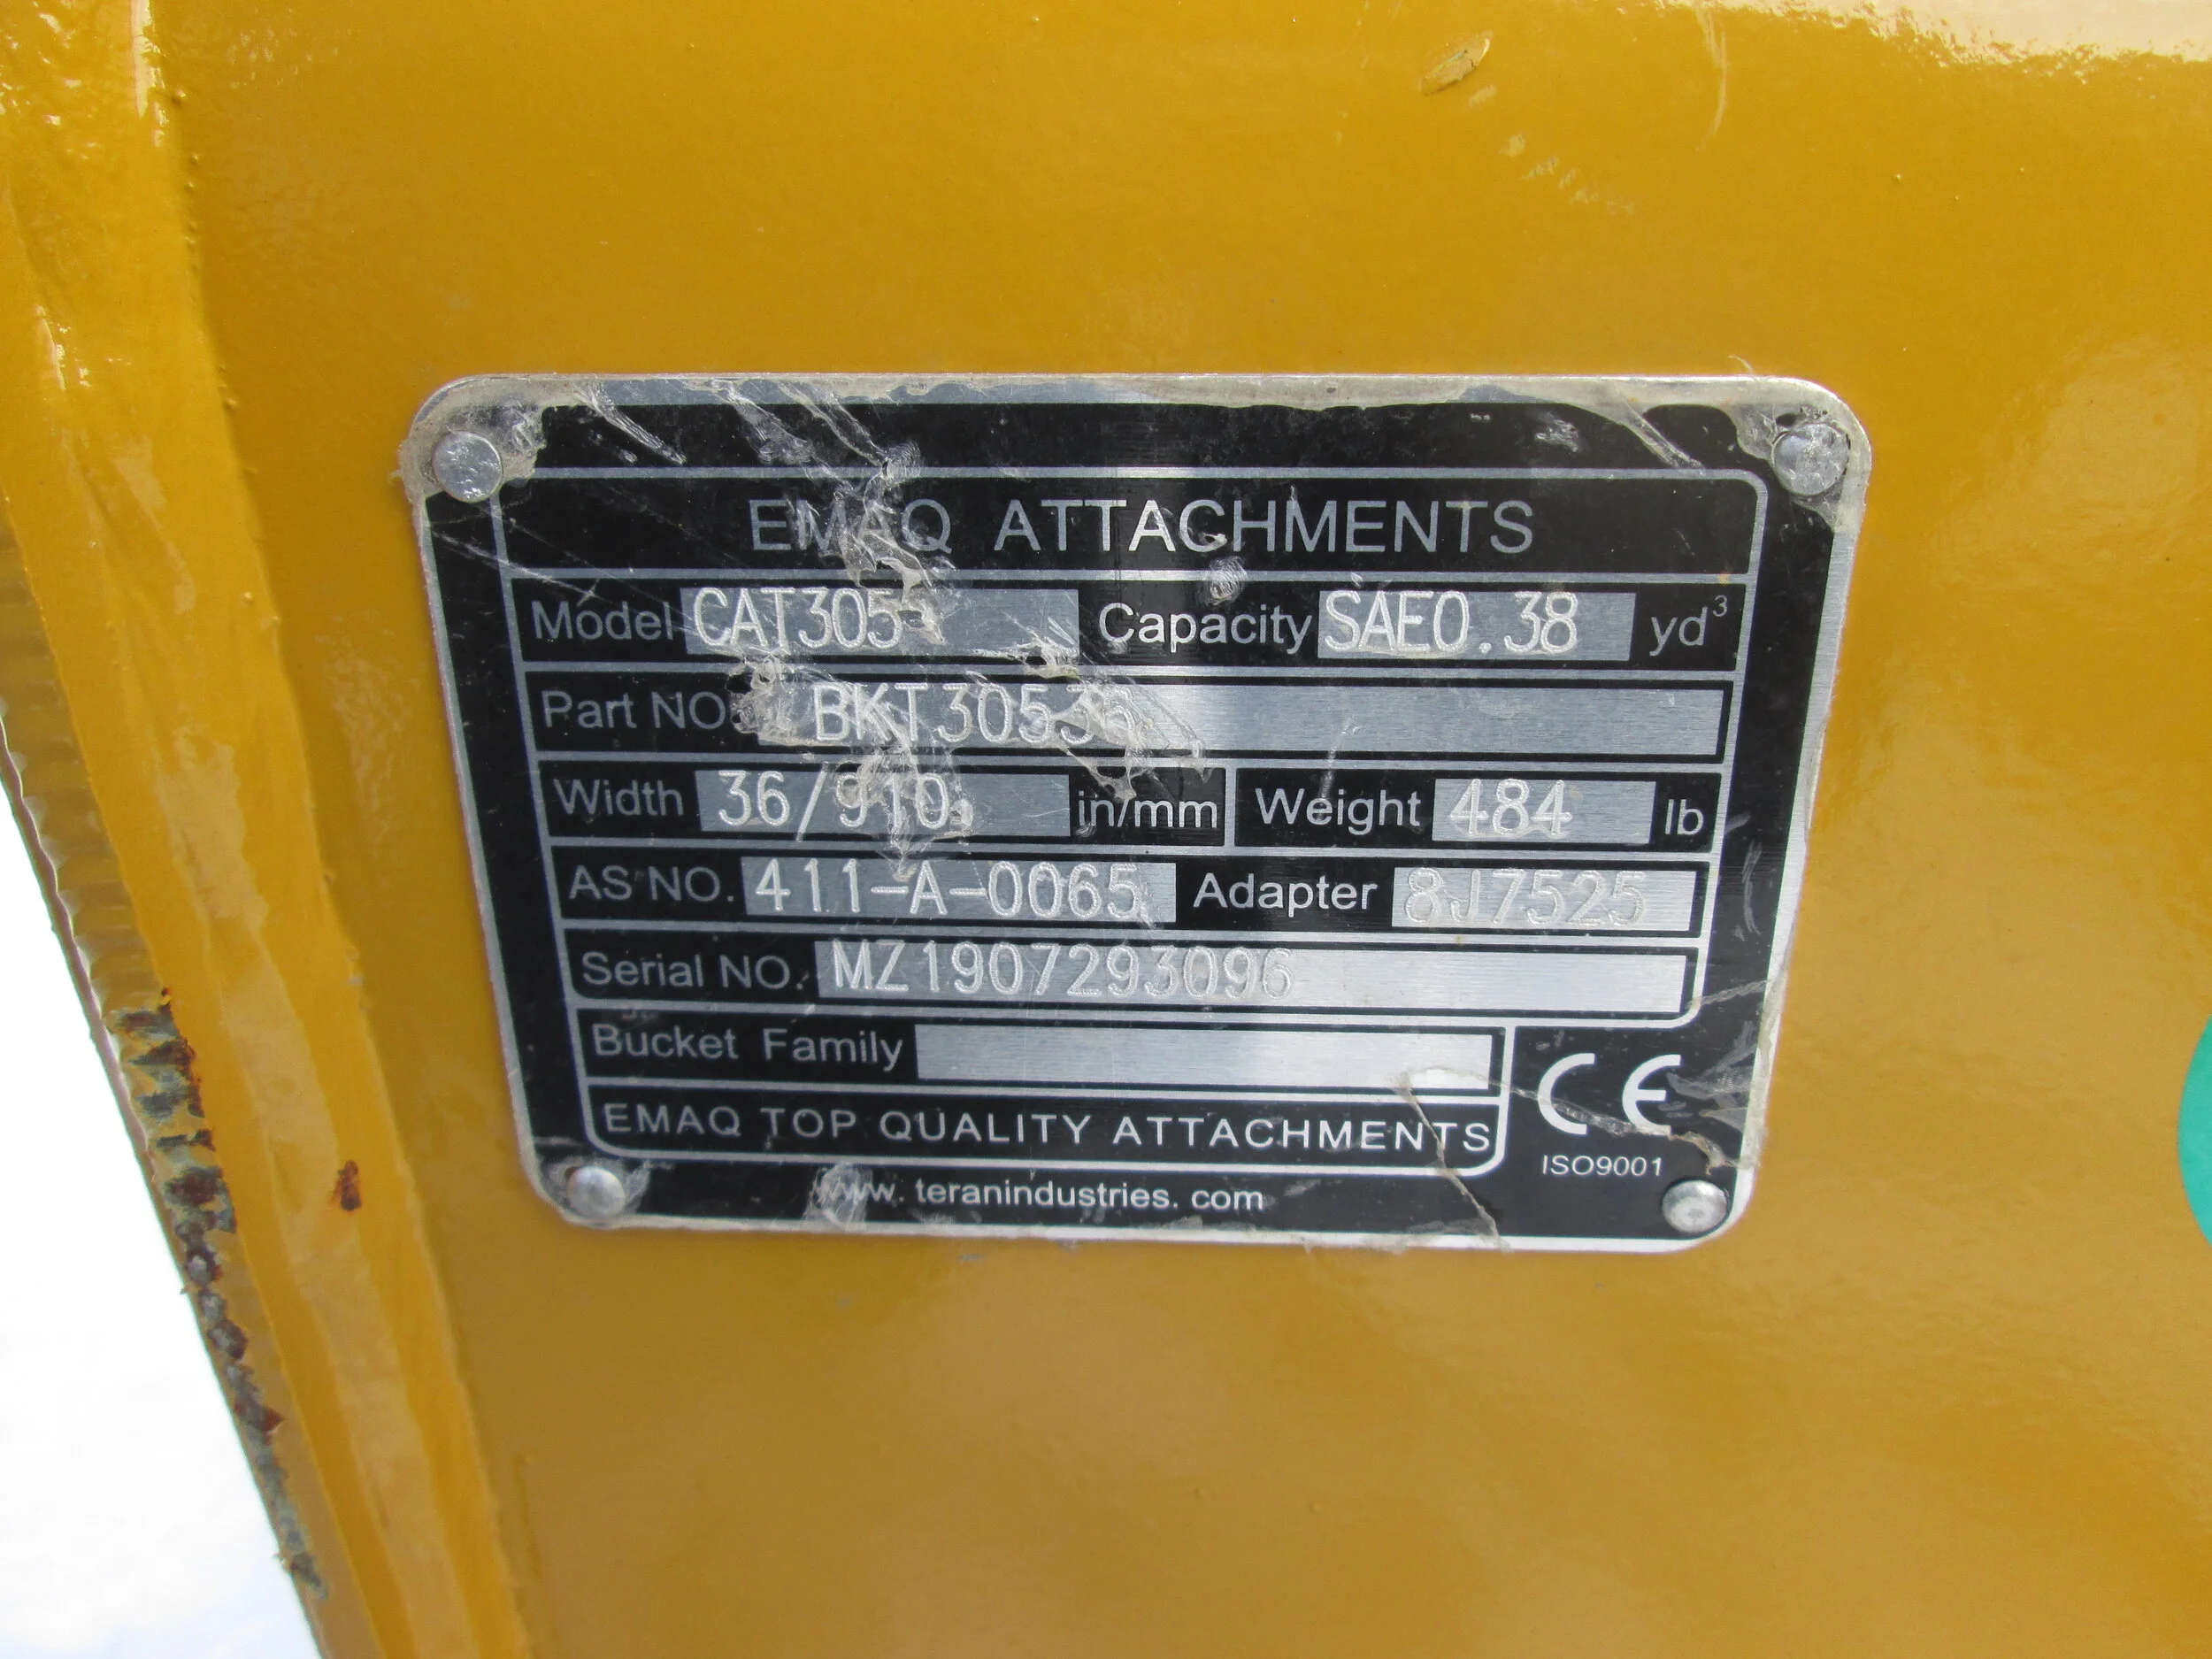 EMAQ ATTACHMENTS
Model CAT305 Capacity SAE0.38 yd³
Part NO. BKT30536
Width 36/910 in/mm Weight 484 lb
AS NO. 411-A-0065 Adapter 8J7525
Serial NO. MZ1907293096
Bucket Family
EMAQ TOP QUALITY ATTACHMENTS
CE
ISO9001
www.teranindustries.com